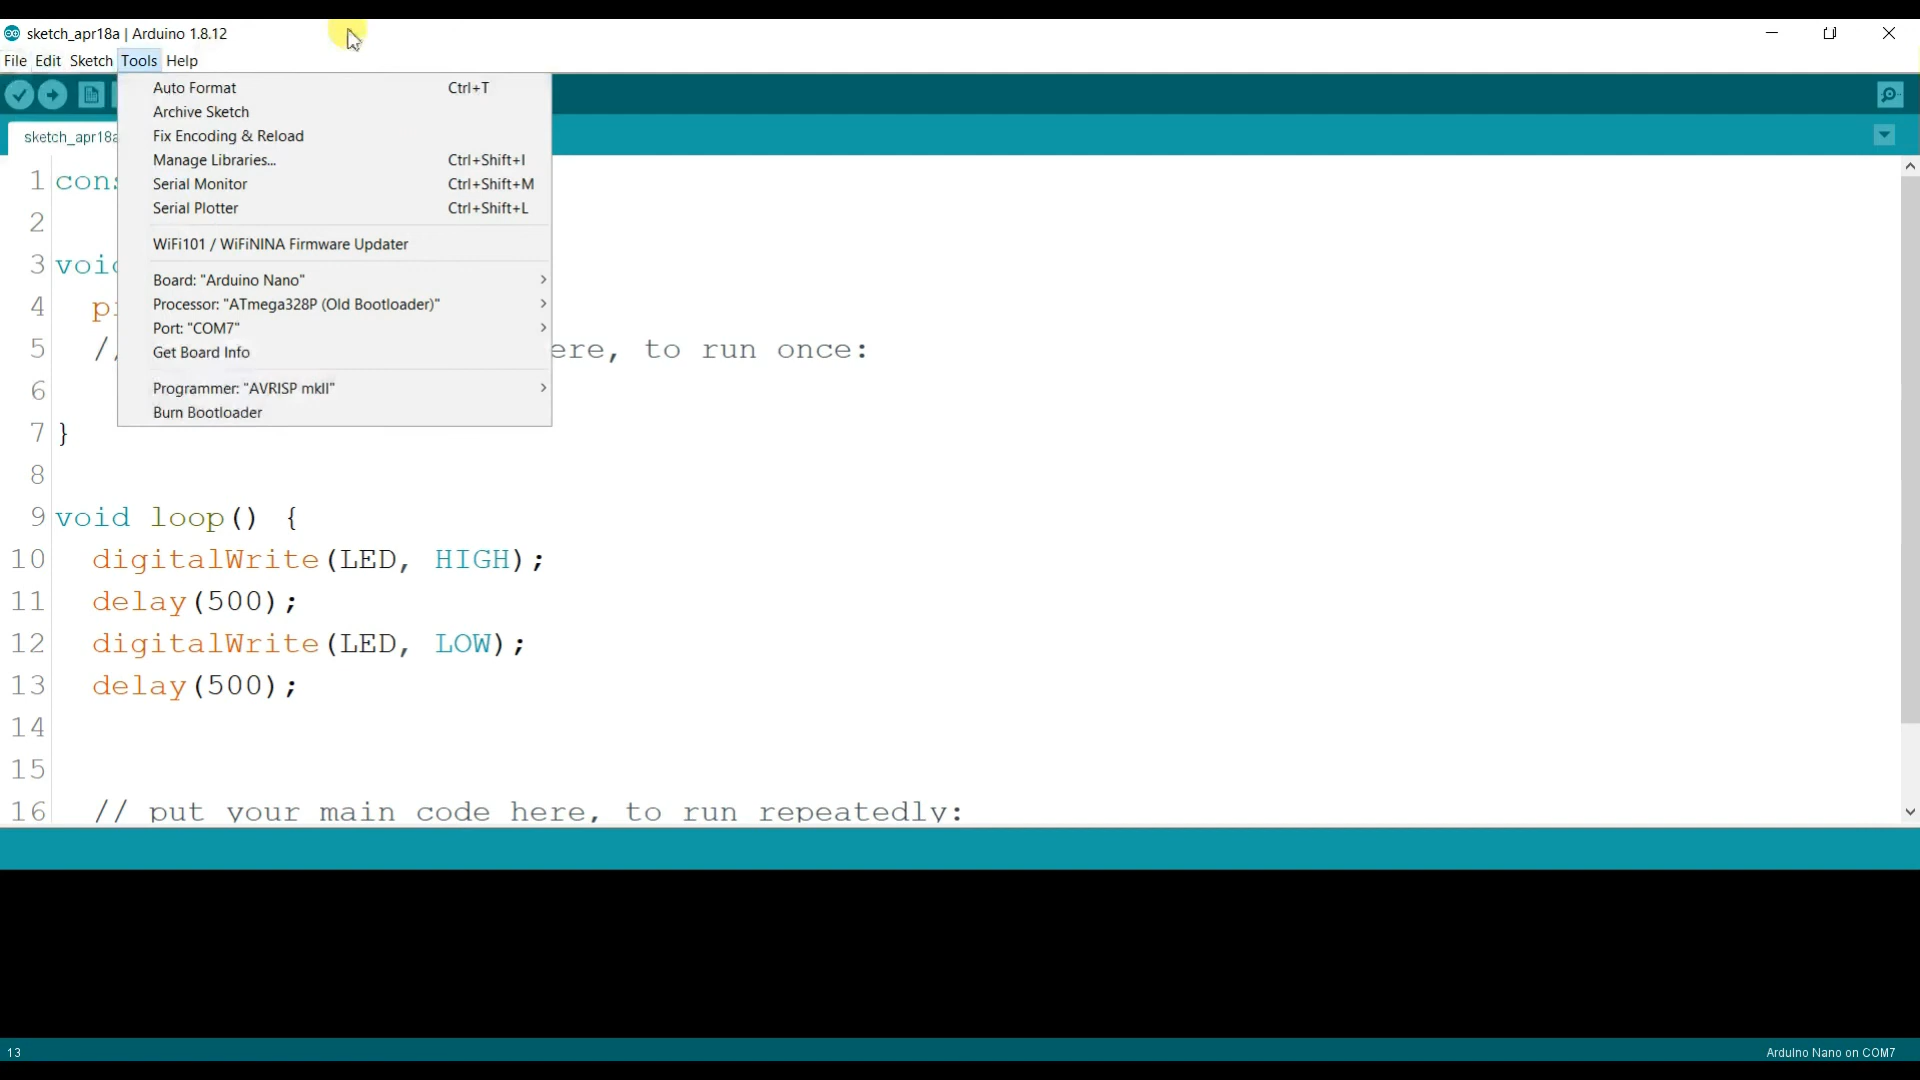 sketch_apr18a | Arduino 1.8.12
File Edit Sketch Tools Help
Auto Format Ctrl+T
Archive Sketch
Fix Encoding & Reload
Manage Libraries... Ctrl+Shift+I
Serial Monitor Ctrl+Shift+M
Serial Plotter Ctrl+Shift+L
WiFi101 / WiFiNINA Firmware Updater
Board: "Arduino Nano"
Processor: "ATmega328P (Old Bootloader)"
Port: "COM7"
Get Board Info
Programmer: "AVRISP mkII"
Burn Bootloader
sketch_apr18a
1 cons
2
3 void
4 p
5 // ere, to run once:
6
7 }
8
9 void loop() {
10 digitalWrite(LED, HIGH);
11 delay(500);
12 digitalWrite(LED, LOW);
13 delay(500);
14
15
16 // put your main code here, to run repeatedly:
13
Arduino Nano on COM7